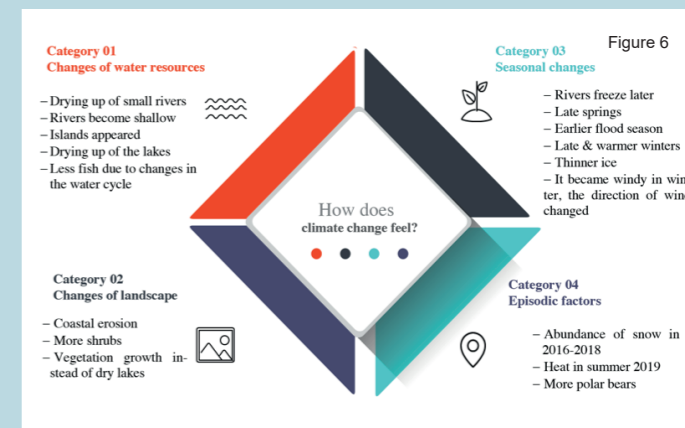 Figure 6
Category 01
Changes of water resources
– Drying up of small rivers
– Rivers become shallow
– Islands appeared
– Drying up of the lakes
– Less fish due to changes in
the water cycle
Category 03
Seasonal changes
– Rivers freeze later
– Late springs
– Earlier flood season
– Late & warmer winters
– Thinner ice
– It became windy in win
ter, the direction of win
changed
How does
climate change feel?
Category 02
Changes of landscape
– Coastal erosion
– More shrubs
– Vegetation growth in-
stead of dry lakes
Category 04
Episodic factors
– Abundance of snow in
2016-2018
– Heat in summer 2019
– More polar bears